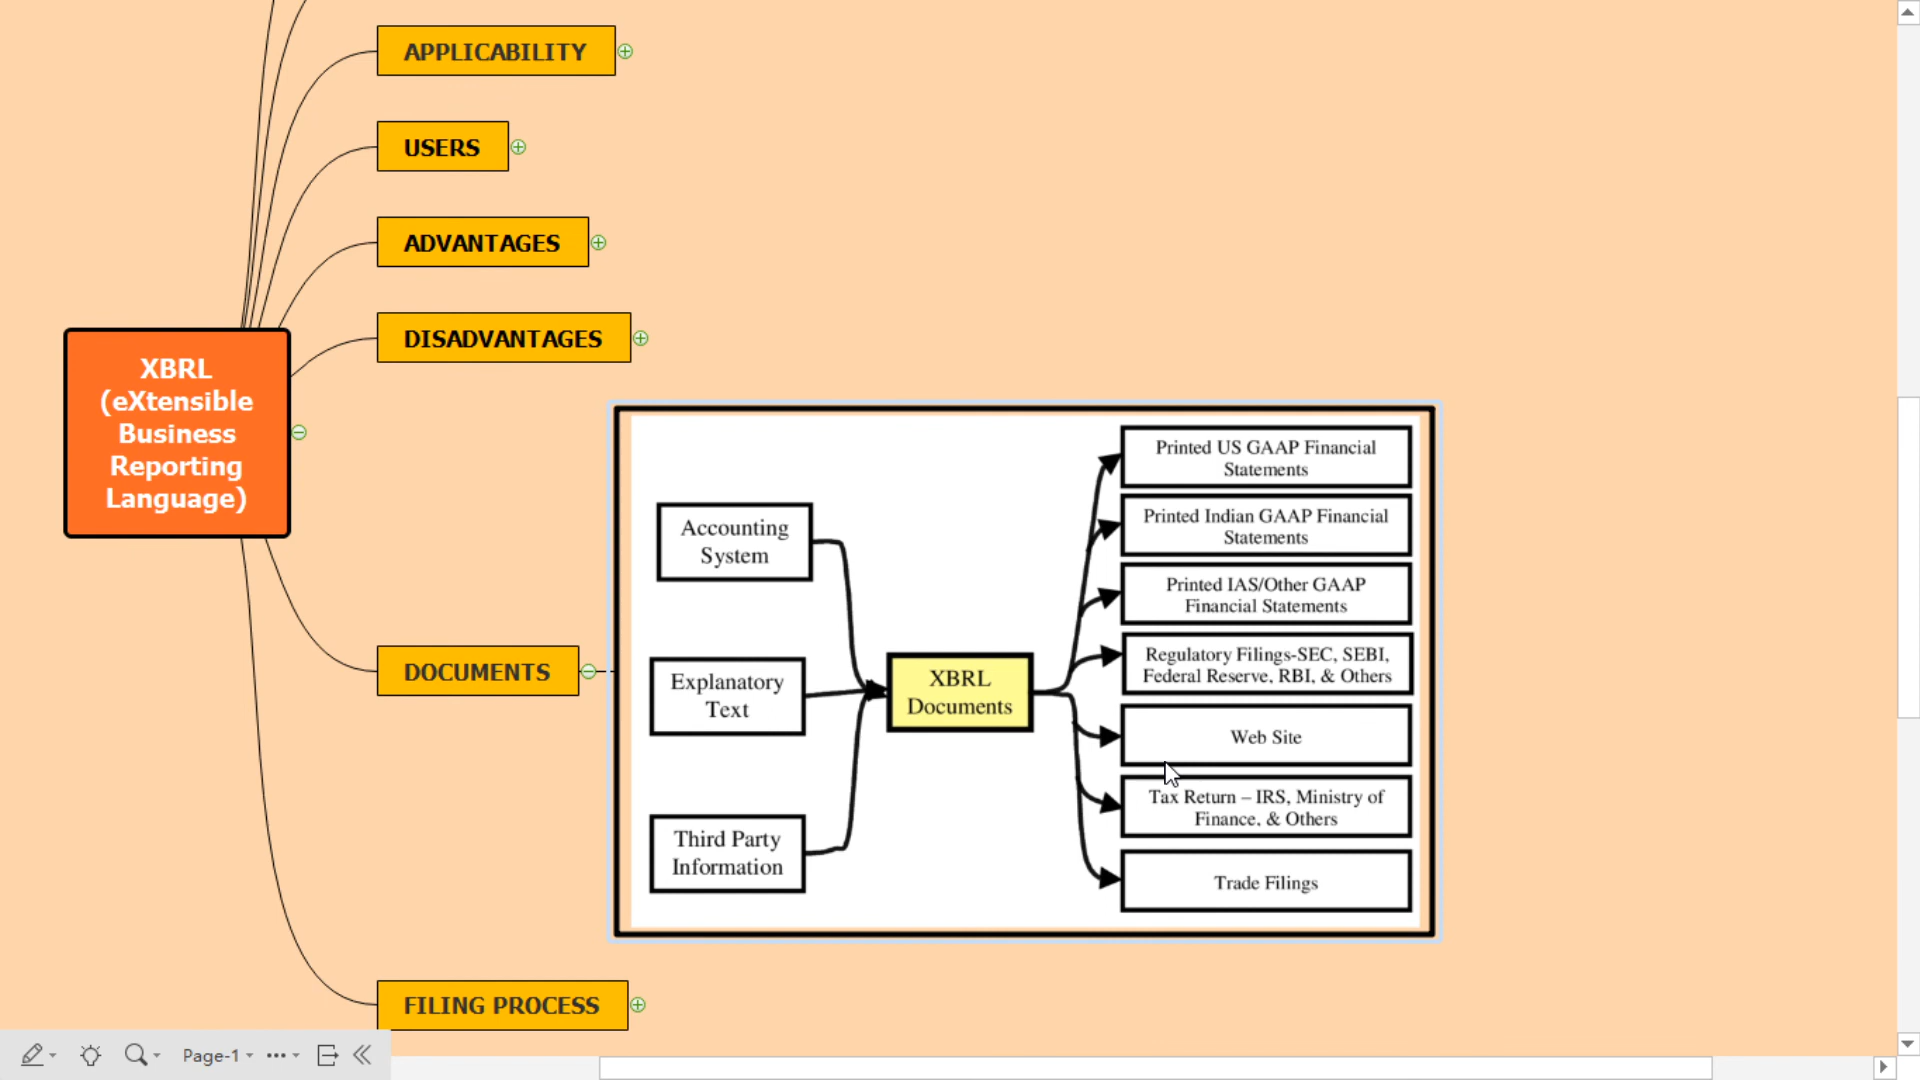 APPLICABILITY
USERS
ADVANTAGES
DISADVANTAGES
XBRL
(eXtensible
Business
Reporting
Language)
DOCUMENTS
Accounting
System
Explanatory
Text
Third Party
Information
XBRL
Documents
Printed US GAAP Financial
Statements
Printed Indian GAAP Financial
Statements
Printed IAS/Other GAAP
Financial Statements
Regulatory Filings-SEC, SEBI,
Federal Reserve, RBI, & Others
Web Site
Tax Return – IRS, Ministry of
Finance, & Others
Trade Filings
FILING PROCESS
Page-1